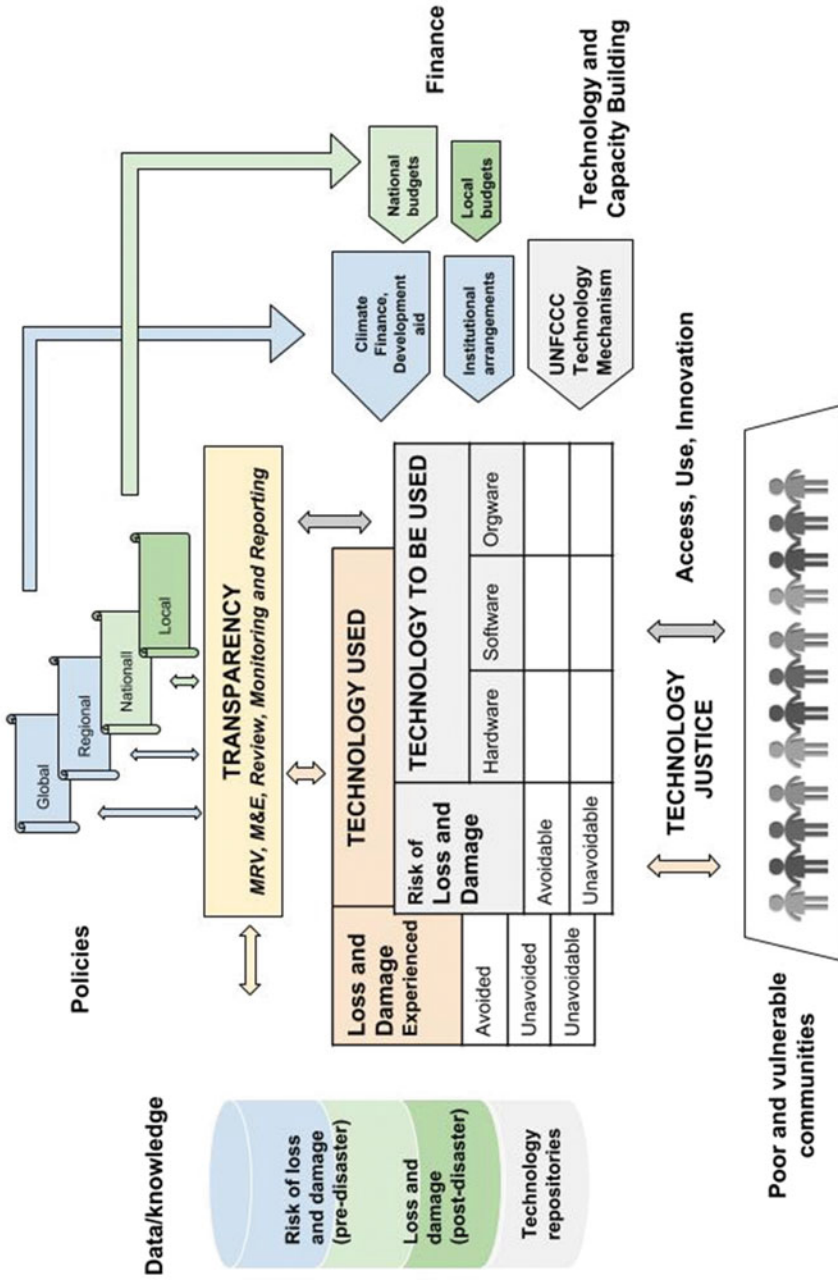 Data/knowledge
Risk of loss
and damage
(pre-disaster)
Loss and
damage
(post-disaster)
Technology
repositories
Policies
Global
Regional
Nationall
Local
TRANSPARENCY
MRV, M&E, Review, Monitoring and Reporting
Loss and
Damage
Experienced
TECHNOLOGY USED
Avoided
Unavoided
Unavoidable
Risk of
Loss and
Damage
TECHNOLOGY TO BE USED
Hardware
Software
Orgware
Avoidable
Unavoidable
Finance
National
budgets
Local
budgets
Climate
Finance,
Development
aid
Institutional
arrangements
UNFCCC
Technology
Mechanism
Technology and
Capacity Building
TECHNOLOGY
JUSTICE
Access, Use, Innovation
Poor and vulnerable
communities